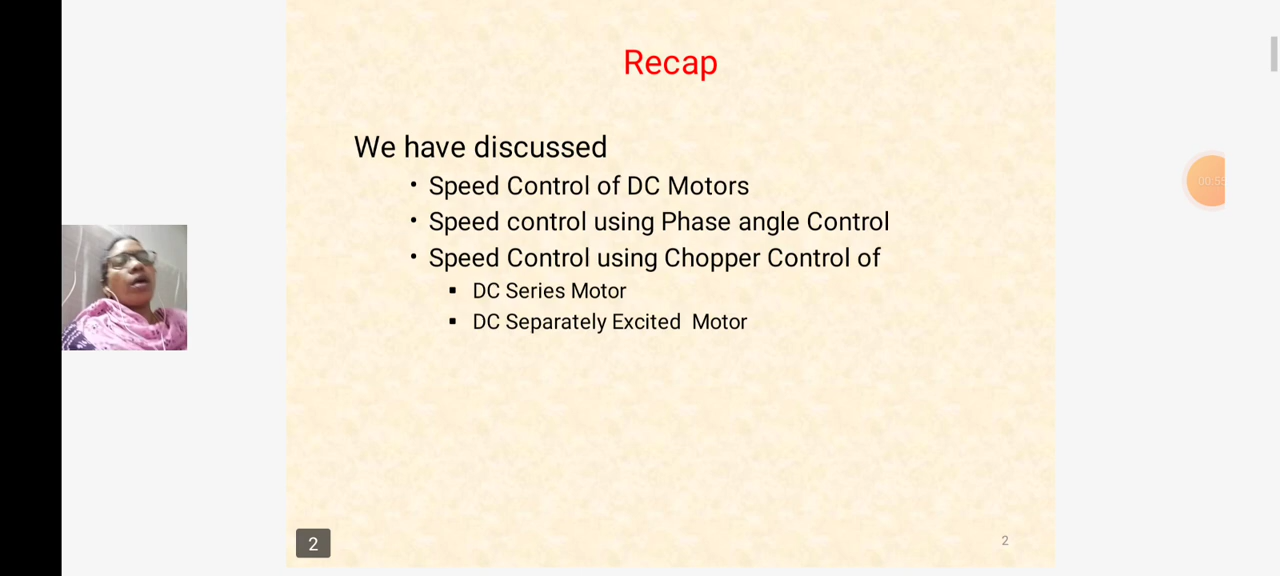 Recap
We have discussed
• Speed Control of DC Motors
• Speed control using Phase angle Control
• Speed Control using Chopper Control of
▪ DC Series Motor
▪ DC Separately Excited Motor
2
2